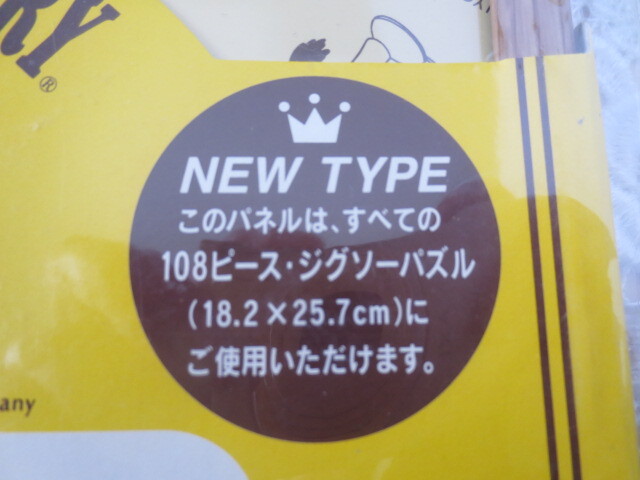 RY®
NEW TYPE
このパネルは、すべての
108ピース・ジグソーパズル
(18.2×25.7cm)に
ご使用いただけます。
any